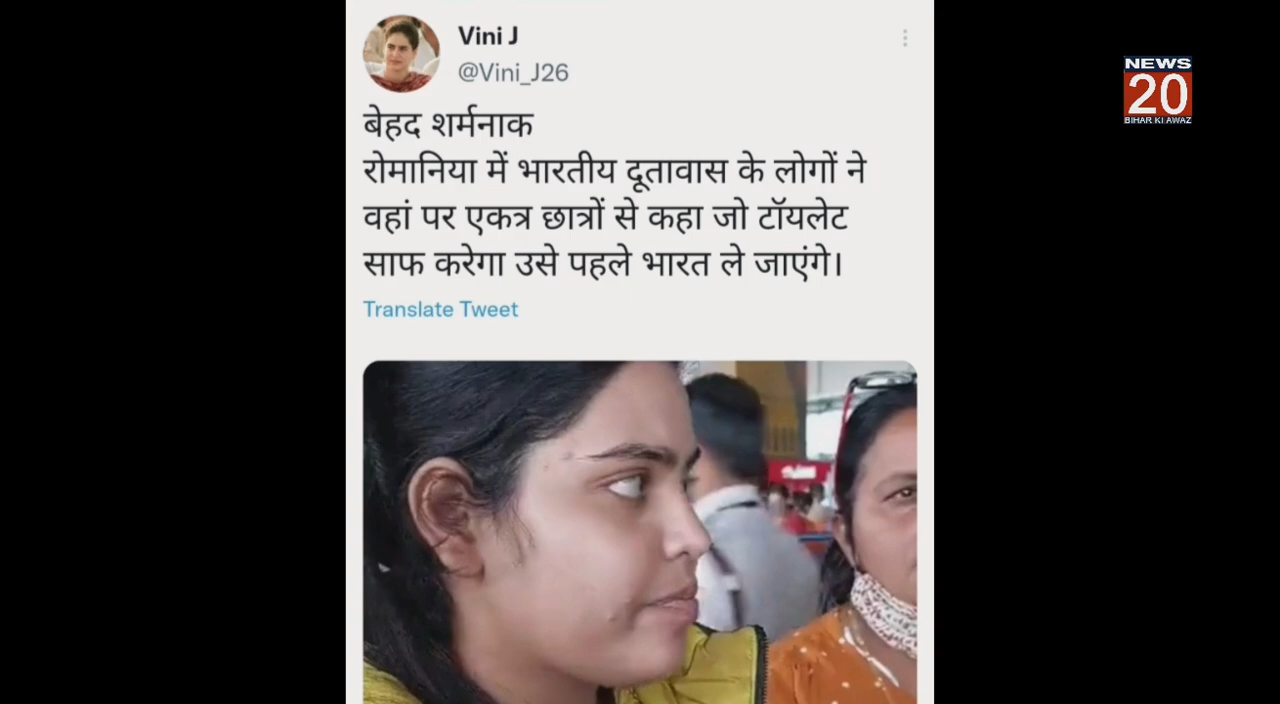 Vini J
@Vini_J26
NEWS
20
BIHAR KI AWAZ
बेहद शर्मनाक
रोमानिया में भारतीय दूतावास के लोगों ने
वहां पर एकत्र छात्रों से कहा जो टॉयलेट
साफ करेगा उसे पहले भारत ले जाएंगे।
Translate Tweet